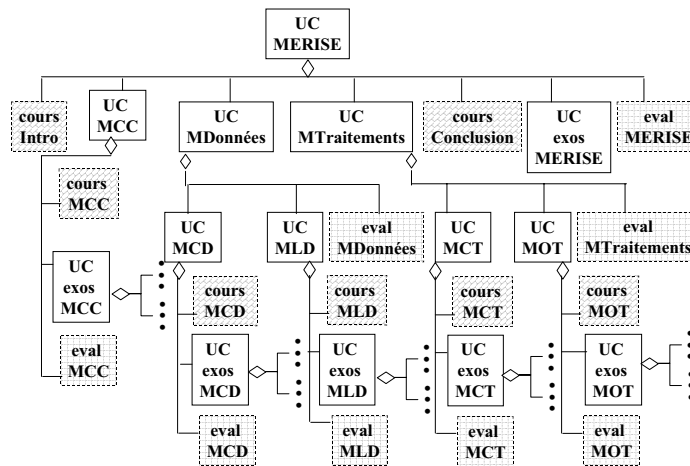 UC
MERISE
cours
Intro
UC
MCC
UC
MDonnées
UC
MTraitements
cours
Conclusion
UC
exos
MERISE
eval
MERISE
cours
MCC
UC
exos
MCC
eval
MCC
UC
MCD
UC
MLD
eval
MDonnées
UC
MCT
UC
MOT
eval
MTraitements
cours
MCD
cours
MLD
cours
MCT
cours
MOT
UC
exos
MCD
UC
exos
MLD
UC
exos
MCT
UC
exos
MOT
eval
MCD
eval
MLD
eval
MCT
eval
MOT